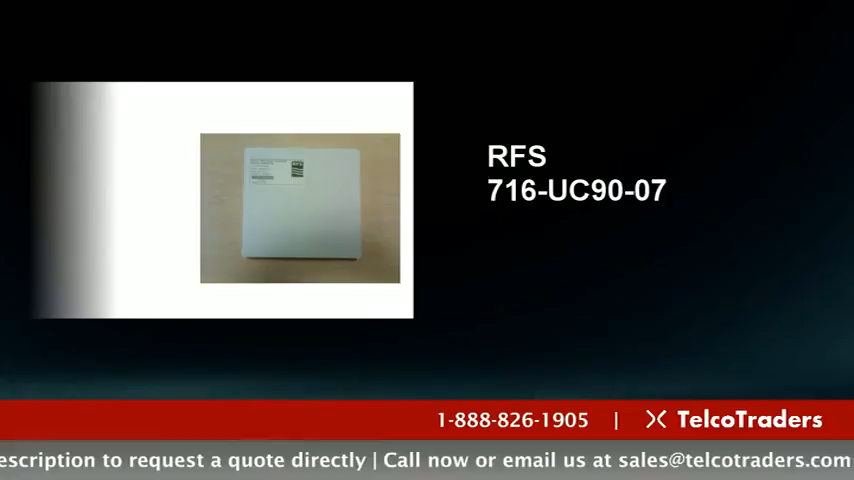 RFS
716-UC90-07
RFS
1-888-826-1905 | TelcoTraders
escription to request a quote directly | Call now or email us at sales@telcotraders.com